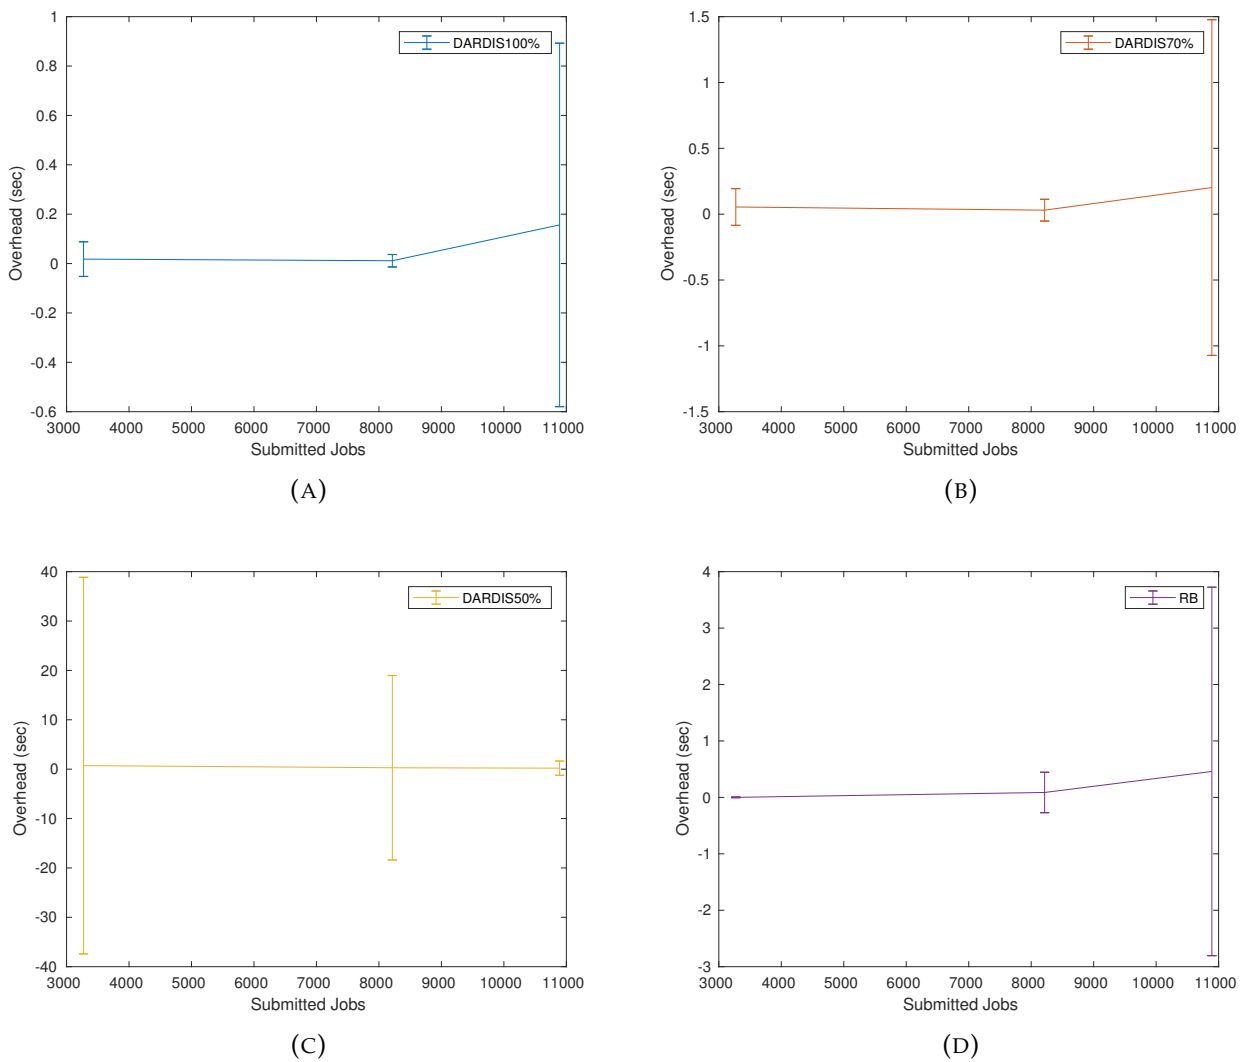 1
0.8
0.6
0.4
0.2
0
-0.2
-0.4
-0.6
Overhead (sec)
DARDIS100%
3000 4000 5000 6000 7000 8000 9000 10000 11000
Submitted Jobs
(A)
1.5
1
0.5
0
-0.5
-1
-1.5
Overhead (sec)
DARDIS70%
3000 4000 5000 6000 7000 8000 9000 10000 11000
Submitted Jobs
(B)
40
30
20
10
0
-10
-20
-30
-40
Overhead (sec)
DARDIS50%
3000 4000 5000 6000 7000 8000 9000 10000 11000
Submitted Jobs
(C)
4
3
2
1
0
-1
-2
-3
Overhead (sec)
RB
3000 4000 5000 6000 7000 8000 9000 10000 11000
Submitted Jobs
(D)